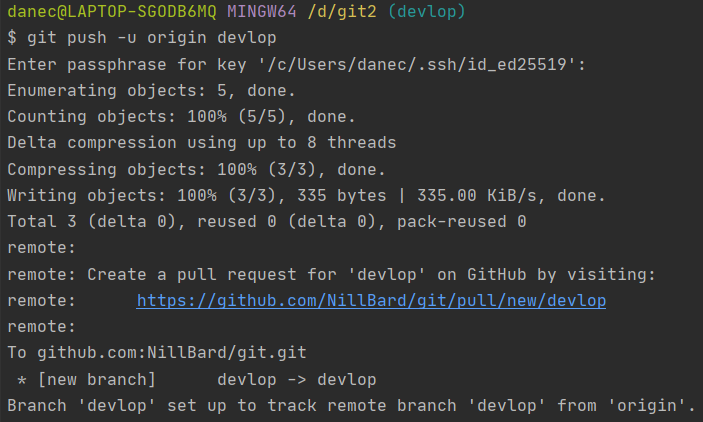 danec@LAPTOP-SGODB6MQ MINGW64 /d/git2 (devlop)
$ git push -u origin devlop
Enter passphrase for key '/c/Users/danec/.ssh/id_ed25519':
Enumerating objects: 5, done.
Counting objects: 100% (5/5), done.
Delta compression using up to 8 threads
Compressing objects: 100% (3/3), done.
Writing objects: 100% (3/3), 335 bytes | 335.00 KiB/s, done.
Total 3 (delta 0), reused 0 (delta 0), pack-reused 0
remote:
remote: Create a pull request for 'devlop' on GitHub by visiting:
remote:      https://github.com/NillBard/git/pull/new/devlop
remote:
To github.com:NillBard/git.git
 * [new branch]      devlop -> devlop
Branch 'devlop' set up to track remote branch 'devlop' from 'origin'.